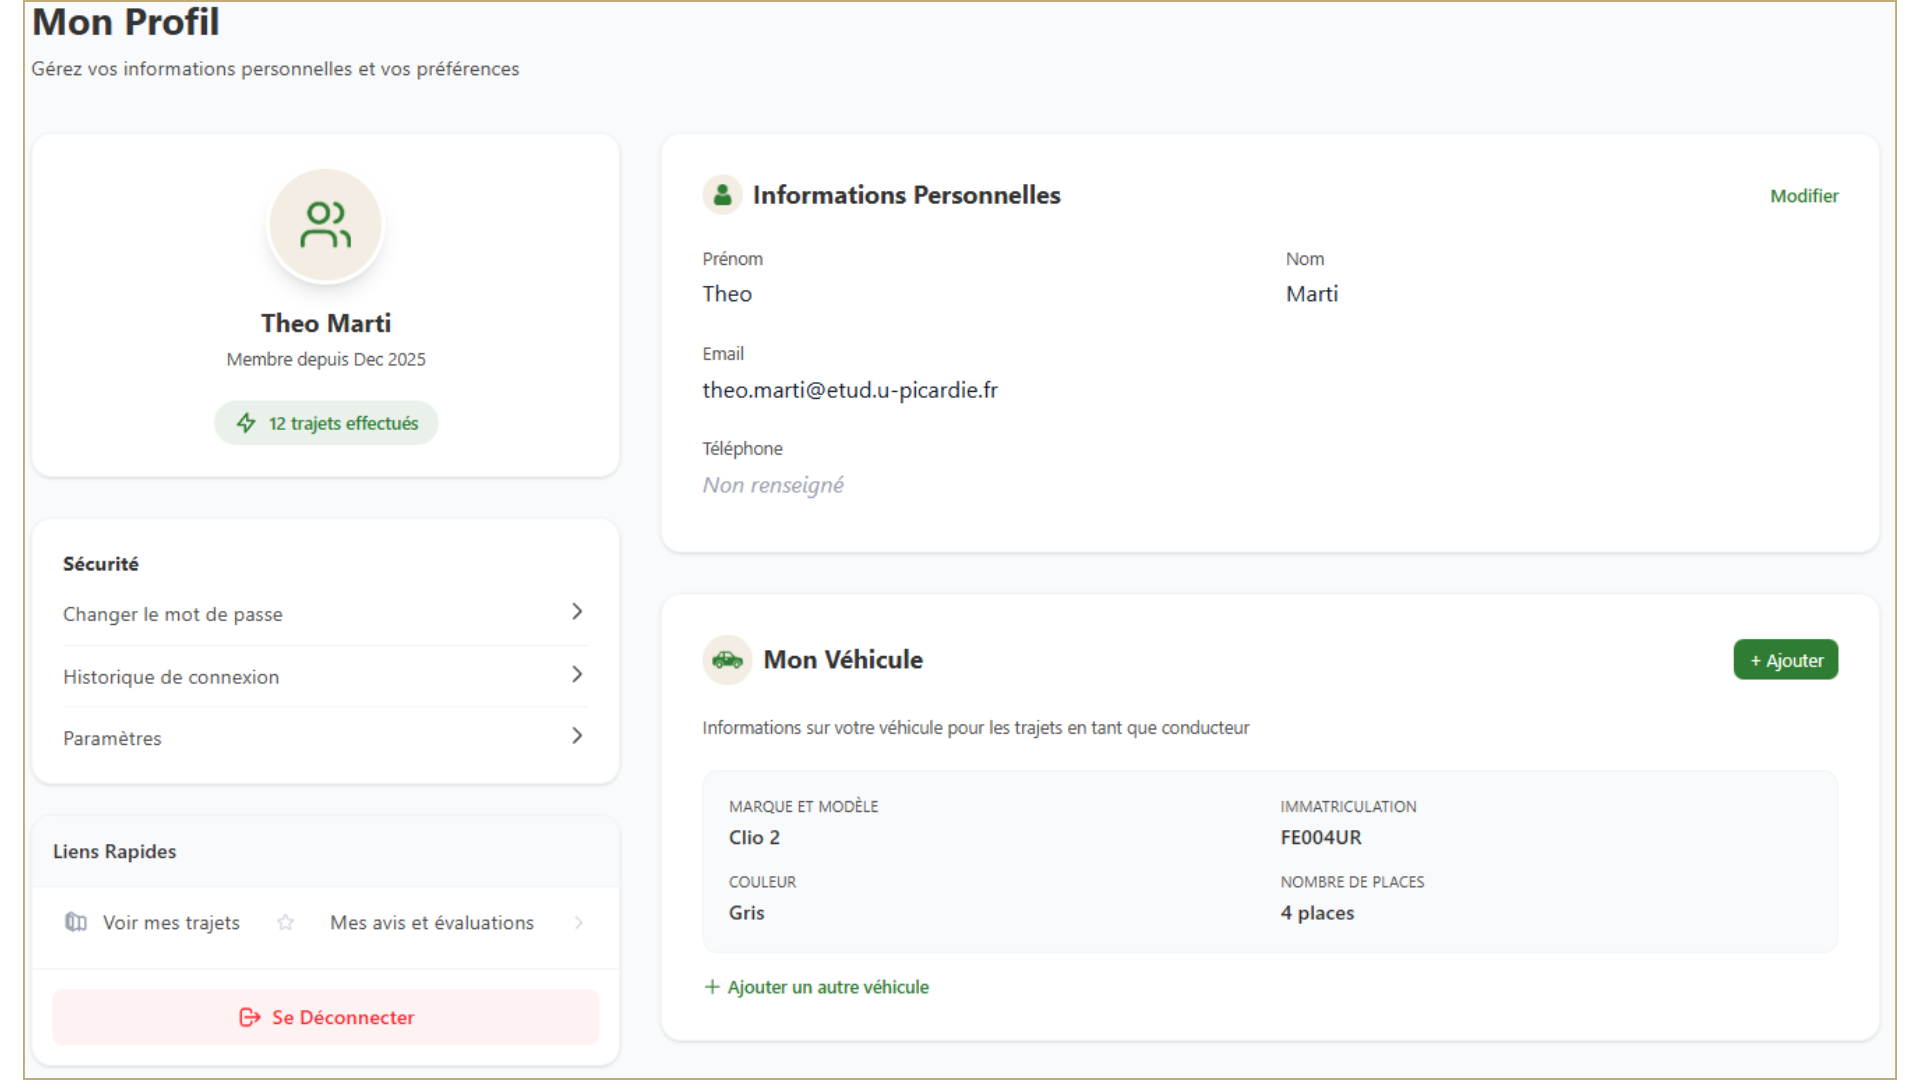 Mon Profil
Gérez vos informations personnelles et vos préférences
Theo Marti
Membre depuis Dec 2025
12 trajets effectués
Sécurité
Changer le mot de passe
Historique de connexion
Paramètres
Liens Rapides
Voir mes trajets
Mes avis et évaluations
Se Déconnecter
Informations Personnelles
Modifier
Prénom
Theo
Nom
Marti
Email
theo.marti@etud.u-picardie.fr
Téléphone
Non renseigné
Mon Véhicule
+ Ajouter
Informations sur votre véhicule pour les trajets en tant que conducteur
MARQUE ET MODÈLE
Clio 2
IMMATRICULATION
FE004UR
COULEUR
Gris
NOMBRE DE PLACES
4 places
+ Ajouter un autre véhicule